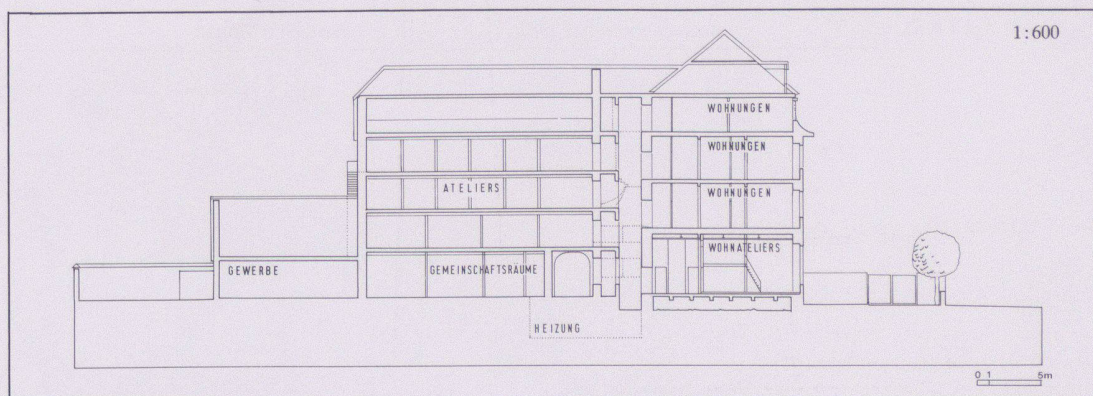 1:600
WOHNUNGEN
WOHNUNGEN
ATELIERS
WOHNUNGEN
WOHNATELIERS
GEWERBE
GEMEINSCHAFTSRÄUME
HEIZUNG
0 1 5m